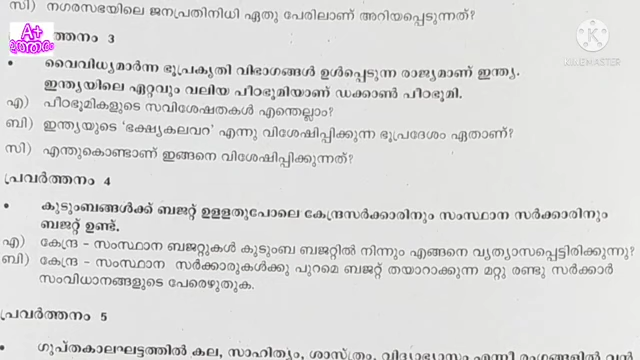 സി) നഗരസഭയിലെ ജനപ്രതിനിധി ഏതു പേരിലാണ് അറിയപ്പെടുന്നത്?
A+
ഉത്തരം
ത്തനം 3
• വൈവിധ്യമാർന്ന ഭൂപ്രകൃതി വിഭാഗങ്ങൾ ഉൾപ്പെടുന്ന രാജ്യമാണ് ഇന്ത്യ.
ഇന്ത്യയിലെ ഏറ്റവും വലിയ പീഠഭൂമിയാണ് ഡക്കാൺ പീഠഭൂമി.
എ) പീഠഭൂമികളുടെ സവിശേഷതകൾ എന്തെല്ലാം?
ബി) ഇന്ത്യയുടെ 'ഭക്ഷ്യകലവറ' എന്നു വിശേഷിപ്പിക്കുന്ന ഭൂപ്രദേശം ഏതാണ്?
സി) എന്തുകൊണ്ടാണ് ഇങ്ങനെ വിശേഷിപ്പിക്കുന്നത്?
പ്രവർത്തനം 4
• കുടുംബങ്ങൾക്ക് ബജറ്റ് ഉള്ളതുപോലെ കേന്ദ്രസർക്കാരിനും സംസ്ഥാന സർക്കാരിനും
ബജറ്റ് ഉണ്ട്.
എ) കേന്ദ്ര - സംസ്ഥാന ബജറ്റുകൾ കുടുംബ ബജറ്റിൽ നിന്നും എങ്ങനെ വ്യത്യാസപ്പെട്ടിരിക്കുന്നു?
ബി) കേന്ദ്ര - സംസ്ഥാന സർക്കാരുകൾക്കു പുറമെ ബജറ്റ് തയാറാക്കുന്ന മറ്റു രണ്ടു സർക്കാർ
സംവിധാനങ്ങളുടെ പേരെഴുതുക.
പ്രവർത്തനം 5
• ഗുപ്തകാലഘട്ടത്തിൽ കല, സാഹിത്യം, ശാസ്ത്രം, വിദ്യാഭ്യാസം എന്നീ രംഗങ്ങളിൽ വൻ
K
KINEMASTER